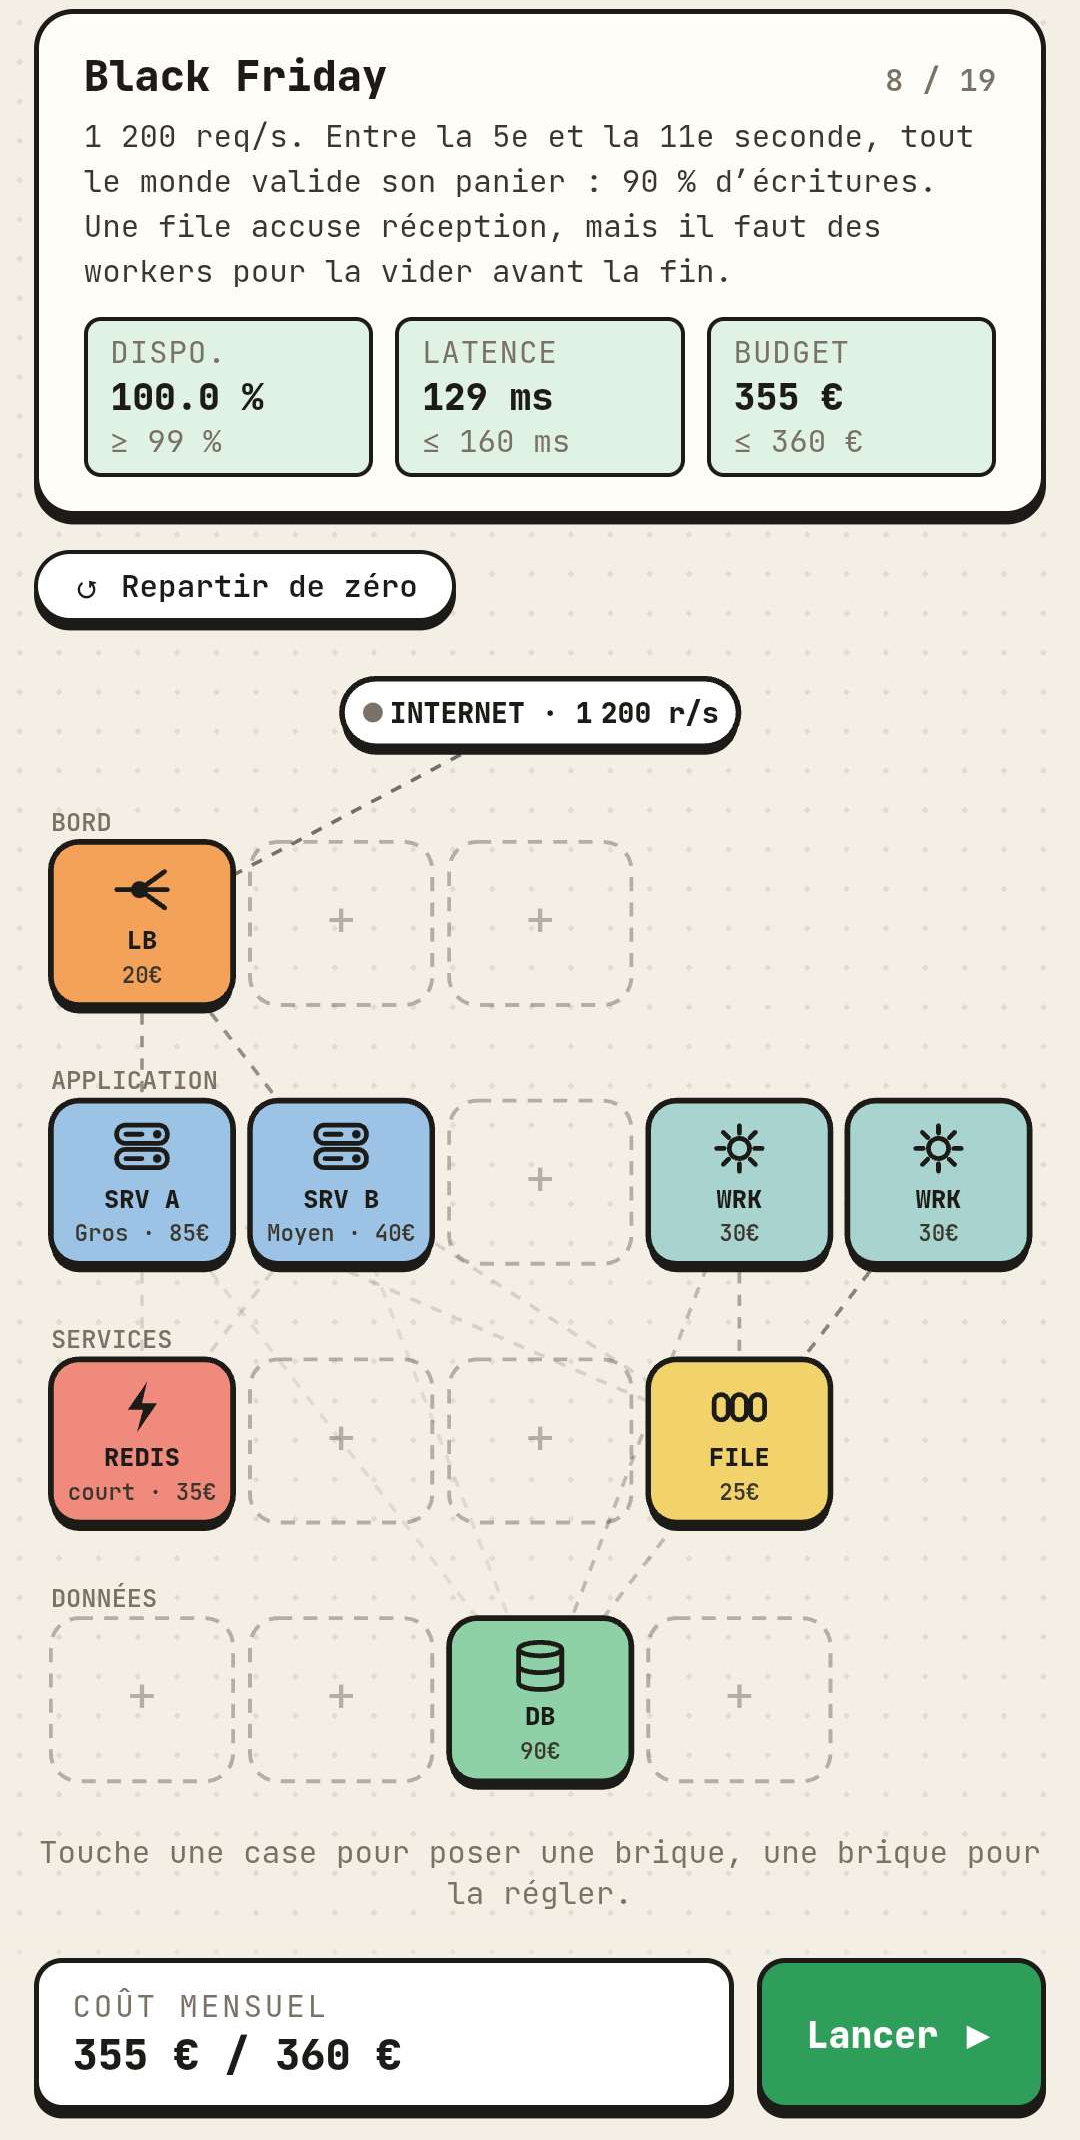 Black Friday
8 / 19
1 200 req/s. Entre la 5e et la 11e seconde, tout
le monde valide son panier : 90 % d’écritures.
Une file accuse réception, mais il faut des
workers pour la vider avant la fin.
DISPO.
100.0 %
≥ 99 %
LATENCE
129 ms
≤ 160 ms
BUDGET
355 €
≤ 360 €
↺ Repartir de zéro
INTERNET · 1 200 r/s
BORD
LB
20€
+
+
APPLICATION
SRV A
Gros · 85€
SRV B
Moyen · 40€
+
WRK
30€
WRK
30€
SERVICES
REDIS
court · 35€
+
+
FILE
25€
DONNÉES
+
+
DB
90€
+
Touche une case pour poser une brique, une brique pour
la régler.
COÛT MENSUEL
355 € / 360 €
Lancer ▶